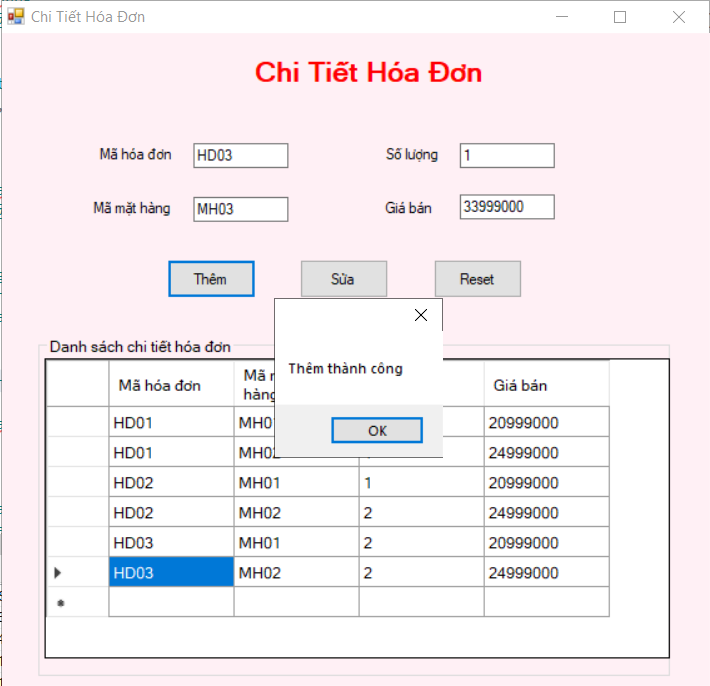 Chi Tiết Hóa Đơn
Chi Tiết Hóa Đơn
Mã hóa đơn HD03 Số lượng 1
Mã mặt hàng MH03 Giá bán 33999000
Thêm Sửa Reset
Danh sách chi tiết hóa đơn
Thêm thành công
OK
Mã hóa đơn Mã Giá bán
HD01 20999000
HD01 24999000
HD02 MH01 1 20999000
HD02 MH02 2 24999000
HD03 MH01 2 20999000
HD03 MH02 2 24999000